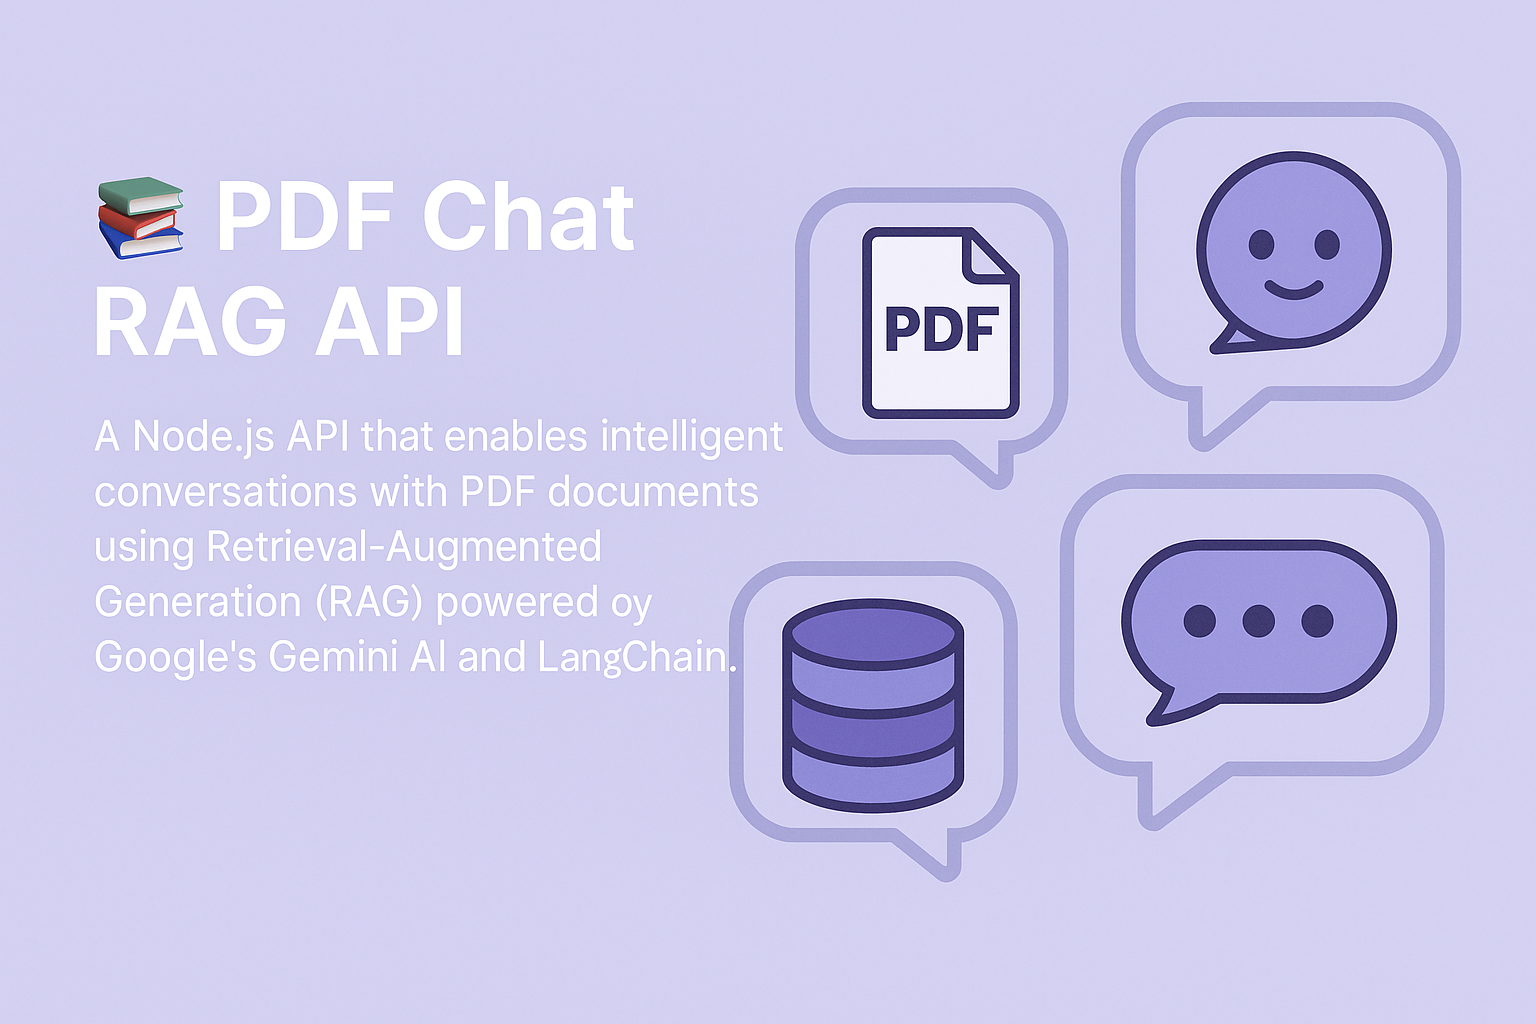 📚 PDF Chat
RAG API
A Node.js API that enables intelligent
conversations with PDF documents
using Retrieval-Augmented
Generation (RAG) powered oy
Google's Gemini AI and LangChain.
PDF